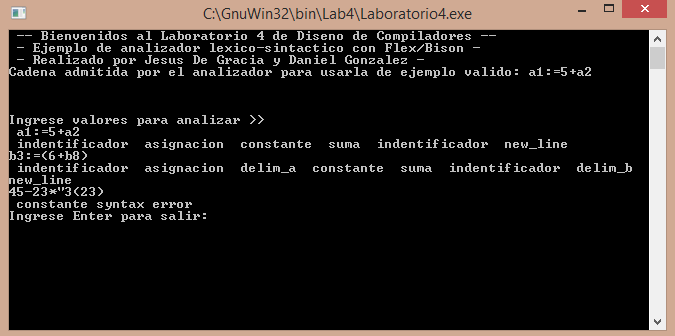 C:\GnuWin32\bin\Lab4\Laboratorio4.exe
-- Bienvenidos al Laboratorio 4 de Diseno de Compiladores --
- Ejemplo de analizador lexico-sintactico con Flex/Bison -
- Realizado por Jesus De Gracia y Daniel Gonzalez -
Cadena admitida por el analizador para usarla de ejemplo valido: a1:=5+a2
Ingrese valores para analizar >>
a1:=5+a2
indentificador asignacion constante suma indentificador new_line
b3:=(6+b8)
indentificador asignacion delim_a constante suma indentificador delim_b
new_line
45-23*"3(23)
constante syntax error
Ingrese Enter para salir: